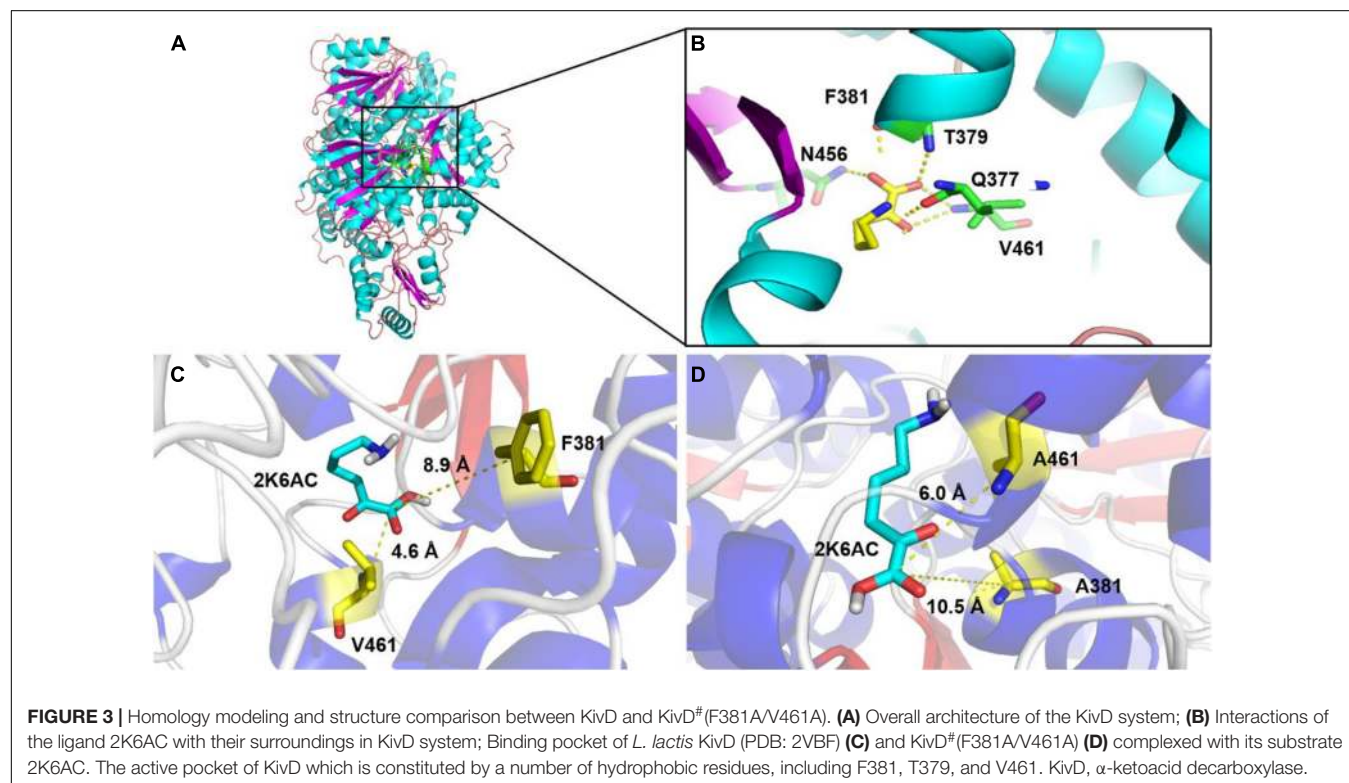 A
B
F381
T379
N456
Q377
V461
C
F381
8.9 Å
2K6AC
4.6 Å
V461
D
A461
6.0 Å
2K6AC
A381
10.5 Å
FIGURE 3 | Homology modeling and structure comparison between KivD and KivD#(F381A/V461A). (A) Overall architecture of the KivD system; (B) Interactions of
the ligand 2K6AC with their surroundings in KivD system; Binding pocket of L. lactis KivD (PDB: 2VBF) (C) and KivD#(F381A/V461A) (D) complexed with its substrate
2K6AC. The active pocket of KivD which is constituted by a number of hydrophobic residues, including F381, T379, and V461. KivD, α-ketoacid decarboxylase.